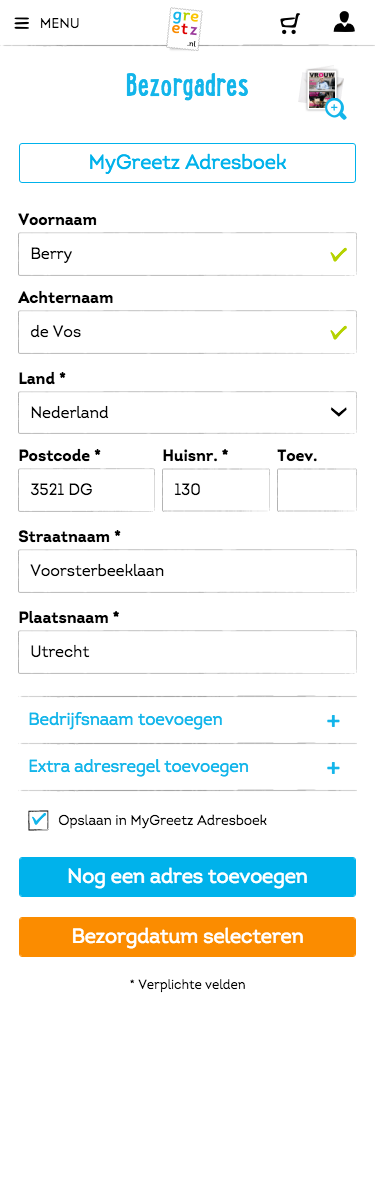 MENU
greetz
.nl
Bezorgadres
VROUW
MyGreetz Adresboek
Voornaam
Berry
Achternaam
de Vos
Land *
Nederland
Postcode * Huisnr. * Toev.
3521 DG 130
Straatnaam *
Voorsterbeeklaan
Plaatsnaam *
Utrecht
Bedrijfsnaam toevoegen +
Extra adresregel toevoegen +
Opslaan in MyGreetz Adresboek
Nog een adres toevoegen
Bezorgdatum selecteren
* Verplichte velden